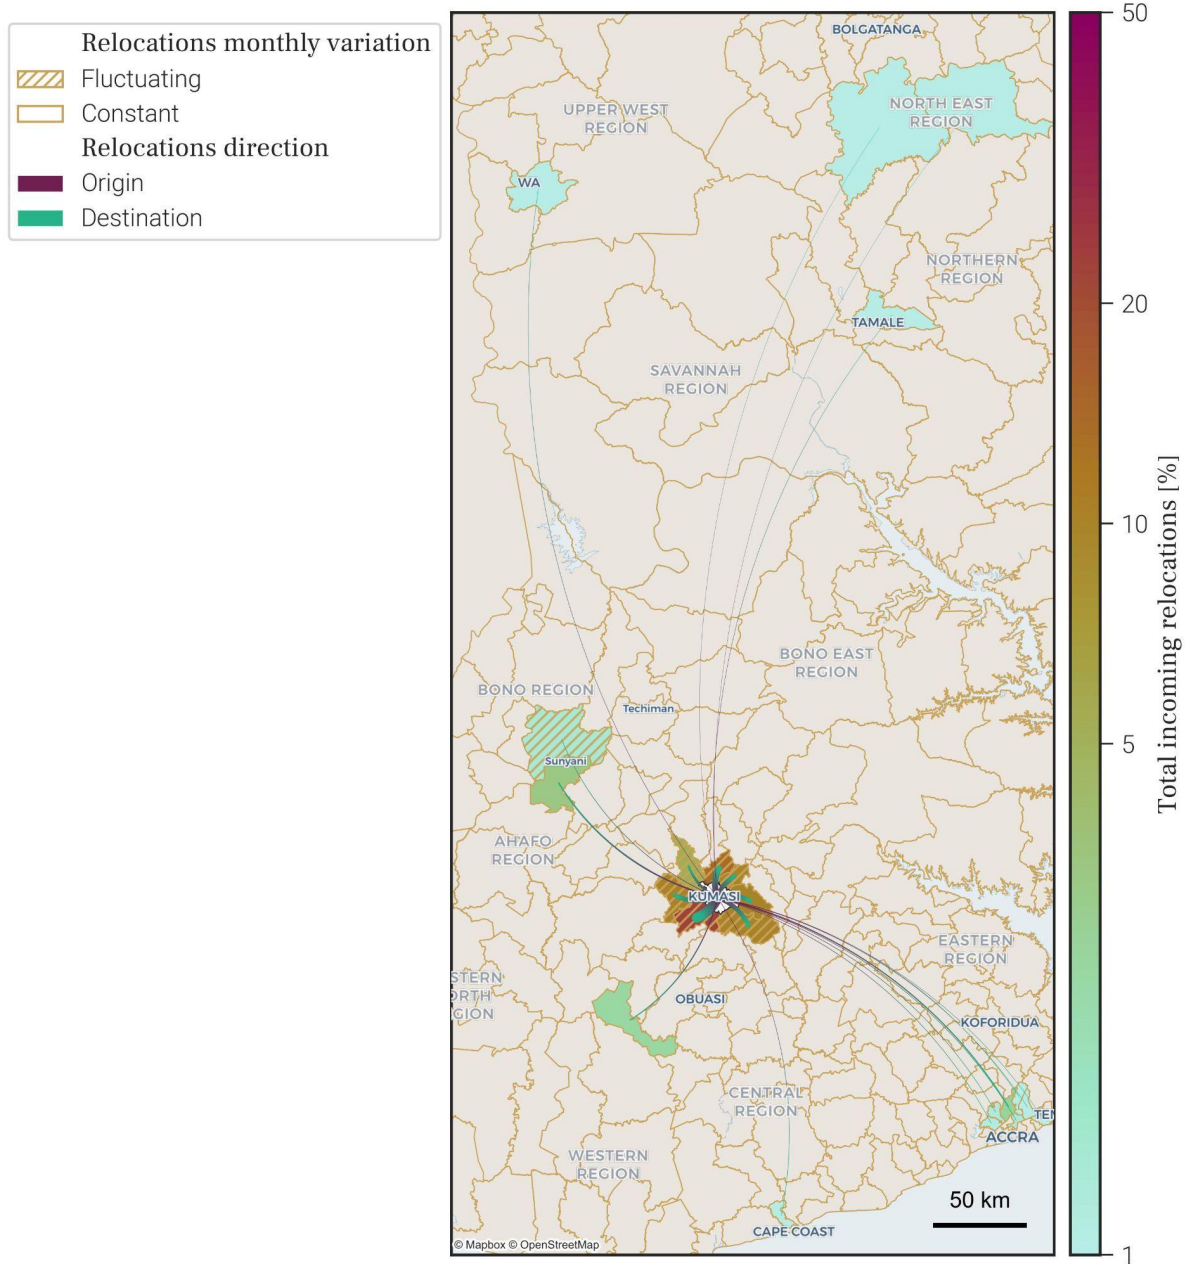 Relocations monthly variation
Fluctuating
Constant
Relocations direction
Origin
Destination
BOLGATANGA
UPPER WEST
REGION
NORTH EAST
REGION
WA
NORTHERN
REGION
TAMALE
SAVANNAH
REGION
BONO EAST
REGION
BONO REGION
Techiman
Sunyani
AHAFO
REGION
KUMASI
EASTERN
REGION
STERN
ORTH
GION
OBUASI
KOFORIDUA
CENTRAL
REGION
TEM
ACCRA
WESTERN
REGION
50 km
CAPE COAST
© Mapbox © OpenStreetMap
50
20
10
5
1
Total incoming relocations [%]